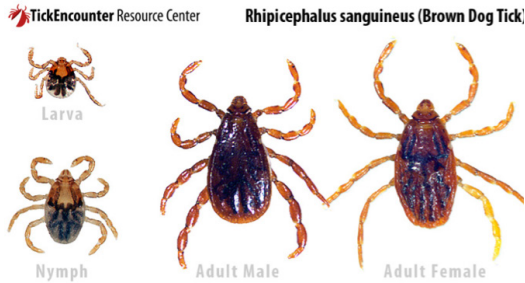 TickEncounter Resource Center
Rhipicephalus sanguineus (Brown Dog Tick)
Larva
Nymph
Adult Male
Adult Female